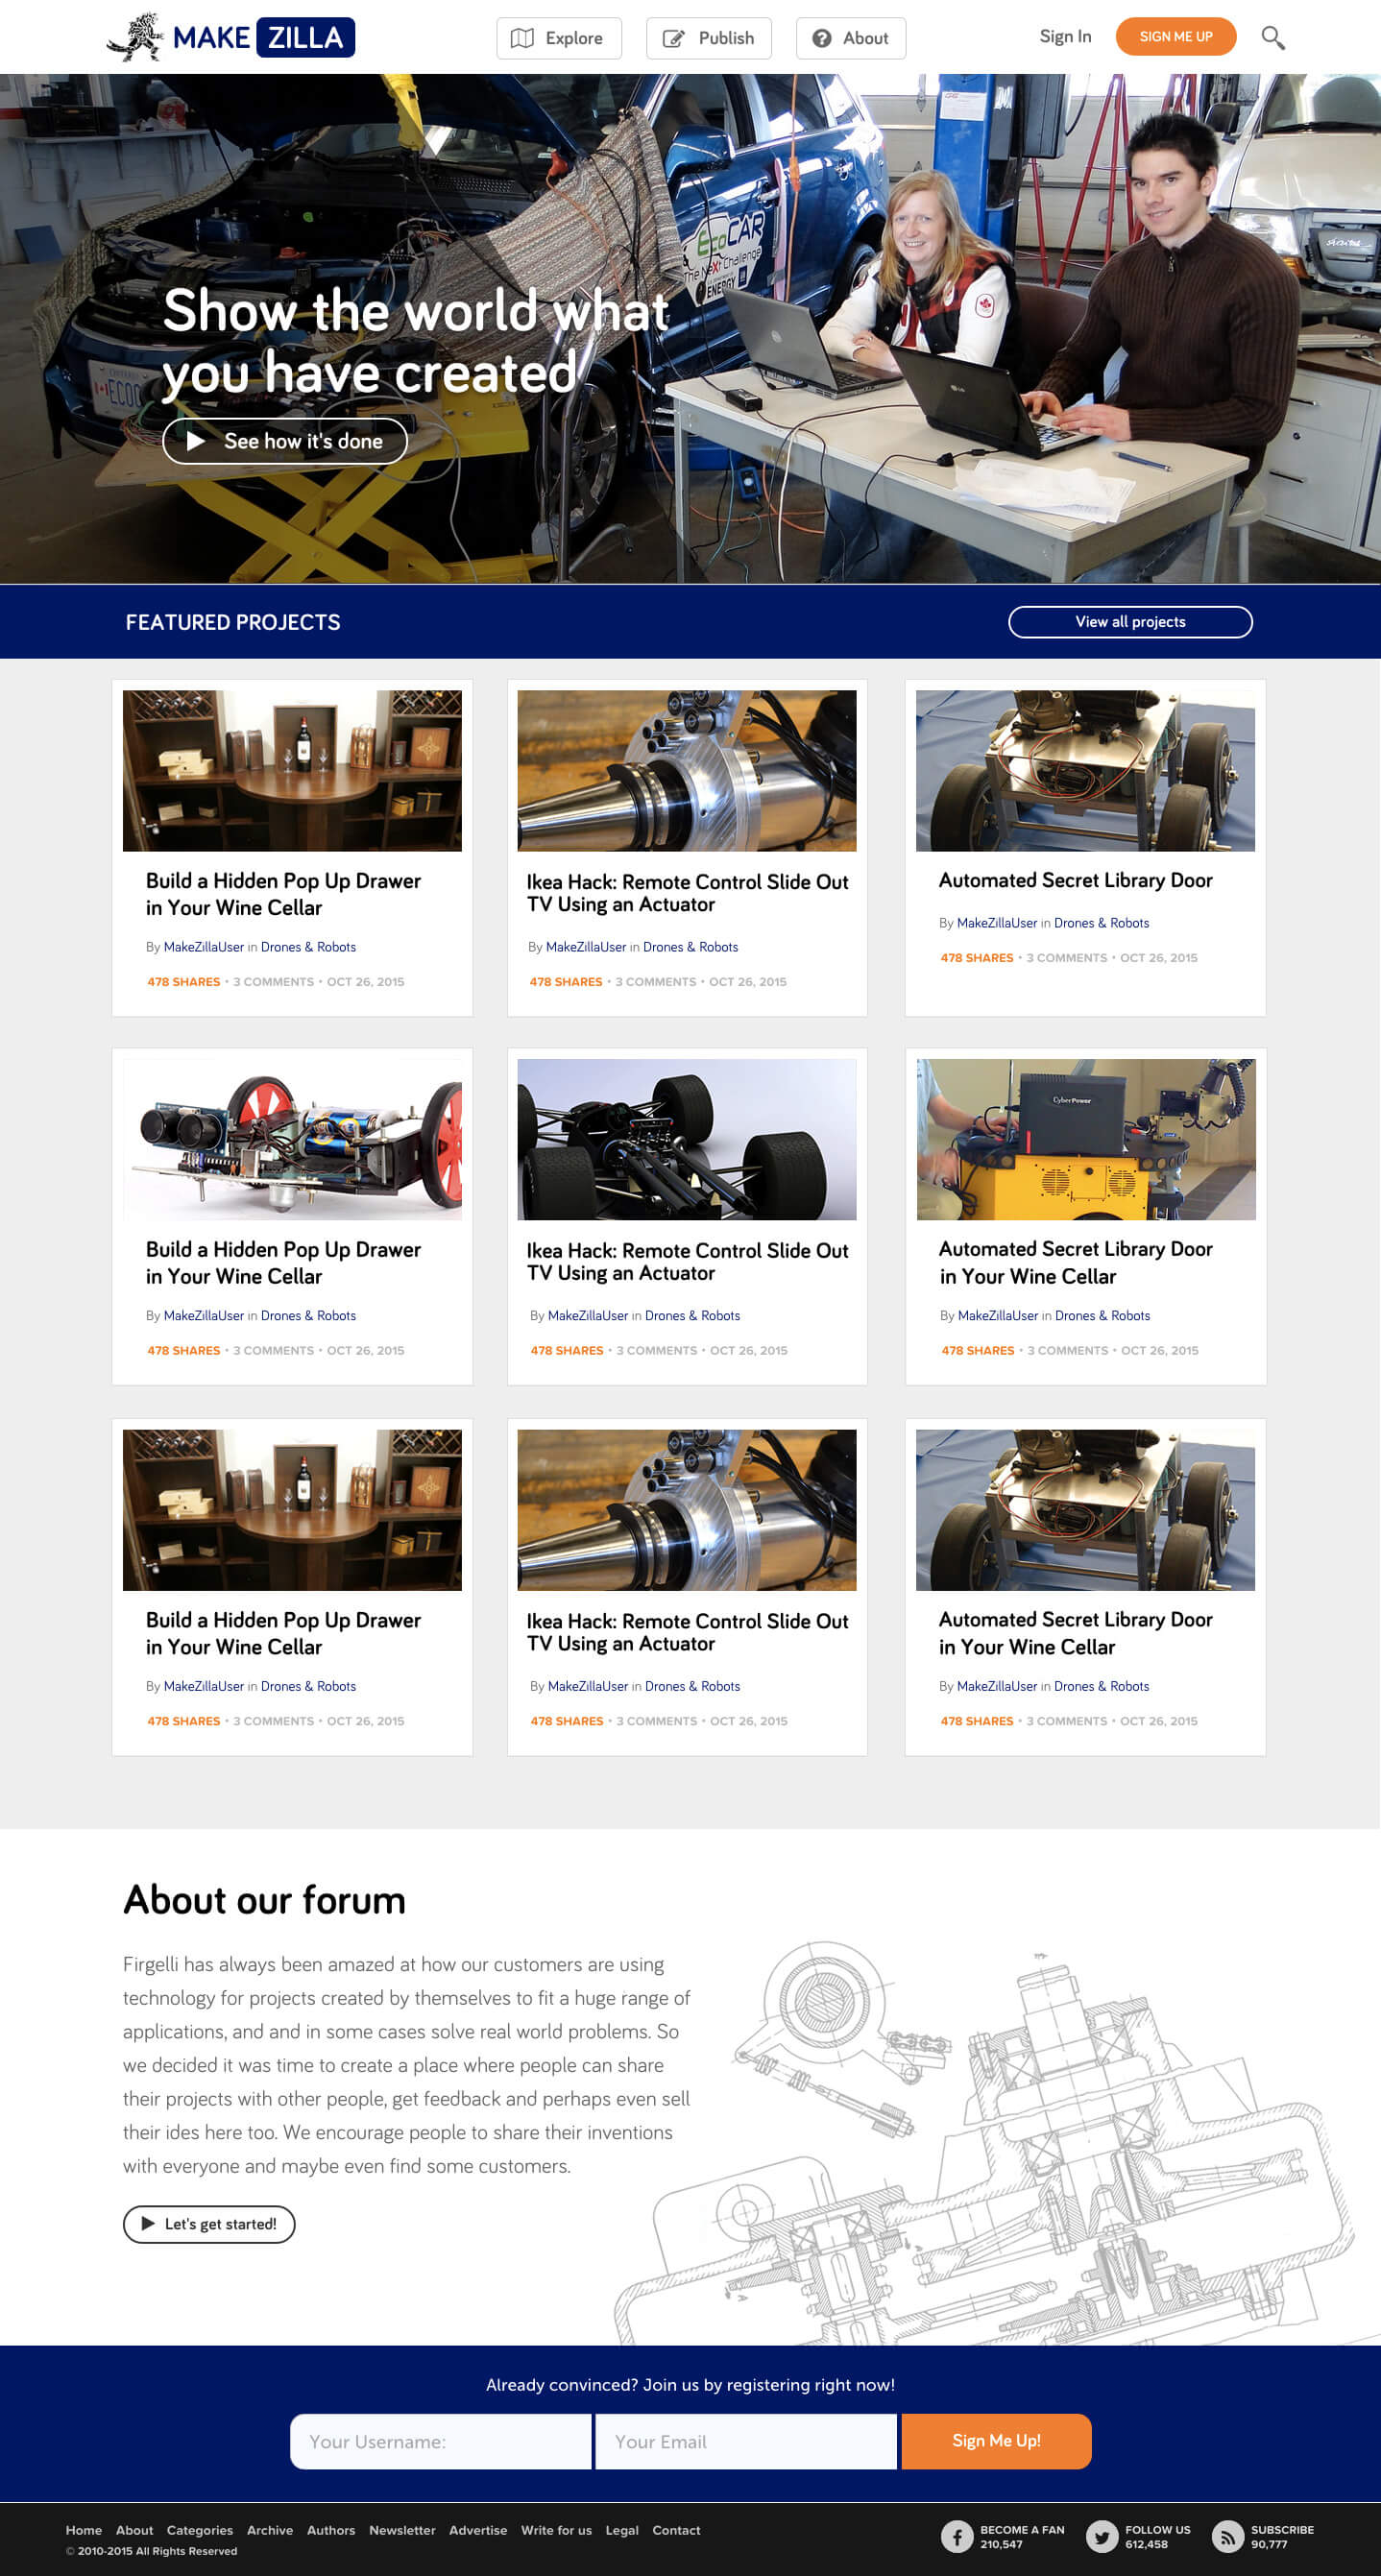 MAKE ZILLA
Explore
Publish
About
Sign In
SIGN ME UP
EcoCAR
The NeXt Challenge
ENERGY
Show the world what
you have created
See how it's done
FEATURED PROJECTS
View all projects
Build a Hidden Pop Up Drawer
in Your Wine Cellar
By MakeZillaUser in Drones & Robots
478 SHARES • 3 COMMENTS • OCT 26, 2015
Ikea Hack: Remote Control Slide Out
TV Using an Actuator
By MakeZillaUser in Drones & Robots
478 SHARES • 3 COMMENTS • OCT 26, 2015
Automated Secret Library Door
By MakeZillaUser in Drones & Robots
478 SHARES • 3 COMMENTS • OCT 26, 2015
Build a Hidden Pop Up Drawer
in Your Wine Cellar
By MakeZillaUser in Drones & Robots
478 SHARES • 3 COMMENTS • OCT 26, 2015
Ikea Hack: Remote Control Slide Out
TV Using an Actuator
By MakeZillaUser in Drones & Robots
478 SHARES • 3 COMMENTS • OCT 26, 2015
CyberPower
Automated Secret Library Door
in Your Wine Cellar
By MakeZillaUser in Drones & Robots
478 SHARES • 3 COMMENTS • OCT 26, 2015
Build a Hidden Pop Up Drawer
in Your Wine Cellar
By MakeZillaUser in Drones & Robots
478 SHARES • 3 COMMENTS • OCT 26, 2015
Ikea Hack: Remote Control Slide Out
TV Using an Actuator
By MakeZillaUser in Drones & Robots
478 SHARES • 3 COMMENTS • OCT 26, 2015
Automated Secret Library Door
in Your Wine Cellar
By MakeZillaUser in Drones & Robots
478 SHARES • 3 COMMENTS • OCT 26, 2015
About our forum
Firgelli has always been amazed at how our customers are using
technology for projects created by themselves to fit a huge range of
applications, and and in some cases solve real world problems. So
we decided it was time to create a place where people can share
their projects with other people, get feedback and perhaps even sell
their ides here too. We encourage people to share their inventions
with everyone and maybe even find some customers.
Let's get started!
Already convinced? Join us by registering right now!
Your Username:
Your Email
Sign Me Up!
Home About Categories Archive Authors Newsletter Advertise Write for us Legal Contact
© 2010-2015 All Rights Reserved
BECOME A FAN
210,547
FOLLOW US
612,458
SUBSCRIBE
90,777